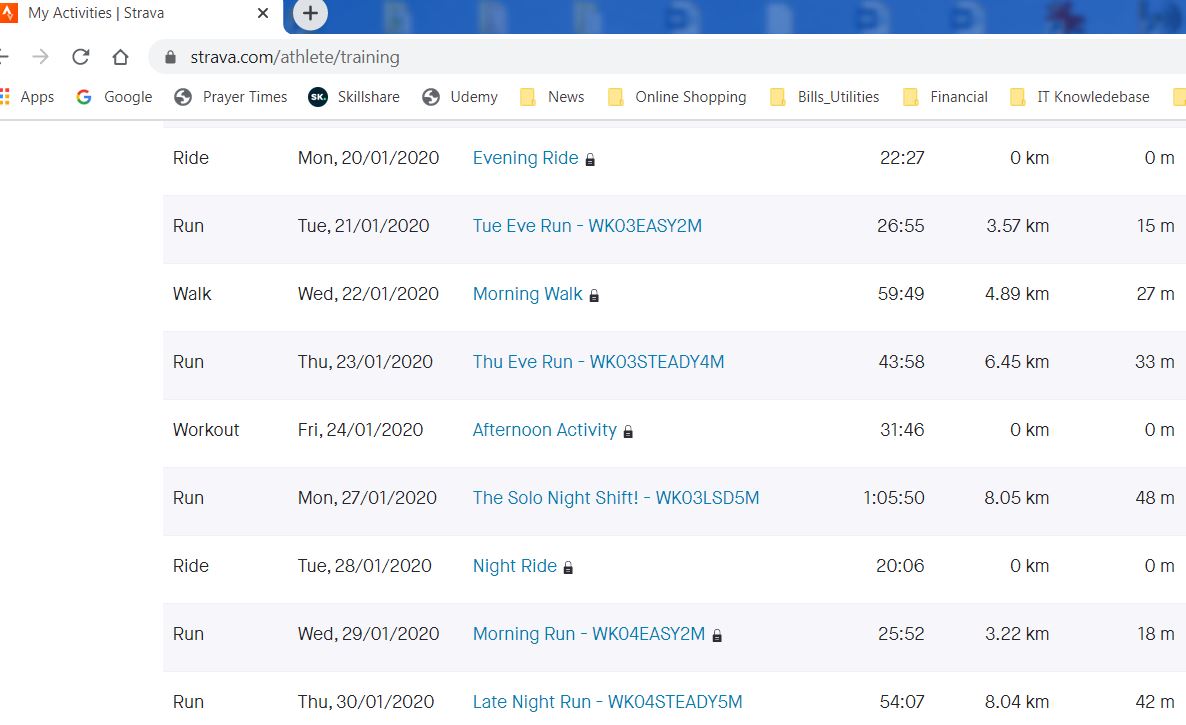 My Activities | Strava
strava.com/athlete/training
Apps Google Prayer Times SK. Skillshare Udemy News Online Shopping Bills_Utilities Financial IT Knowledebase
Ride Mon, 20/01/2020 Evening Ride 22:27 0 km 0 m
Run Tue, 21/01/2020 Tue Eve Run - WK03EASY2M 26:55 3.57 km 15 m
Walk Wed, 22/01/2020 Morning Walk 59:49 4.89 km 27 m
Run Thu, 23/01/2020 Thu Eve Run - WK03STEADY4M 43:58 6.45 km 33 m
Workout Fri, 24/01/2020 Afternoon Activity 31:46 0 km 0 m
Run Mon, 27/01/2020 The Solo Night Shift! - WK03LSD5M 1:05:50 8.05 km 48 m
Ride Tue, 28/01/2020 Night Ride 20:06 0 km 0 m
Run Wed, 29/01/2020 Morning Run - WK04EASY2M 25:52 3.22 km 18 m
Run Thu, 30/01/2020 Late Night Run - WK04STEADY5M 54:07 8.04 km 42 m